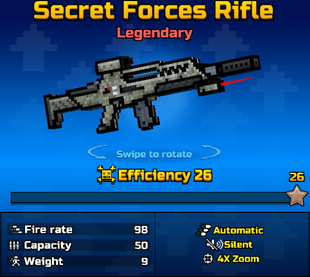 Secret Forces Rifle
Legendary
Swipe to rotate
Efficiency 26
26
Fire rate 98
Capacity 50
Weight 9
Automatic
Silent
4X Zoom